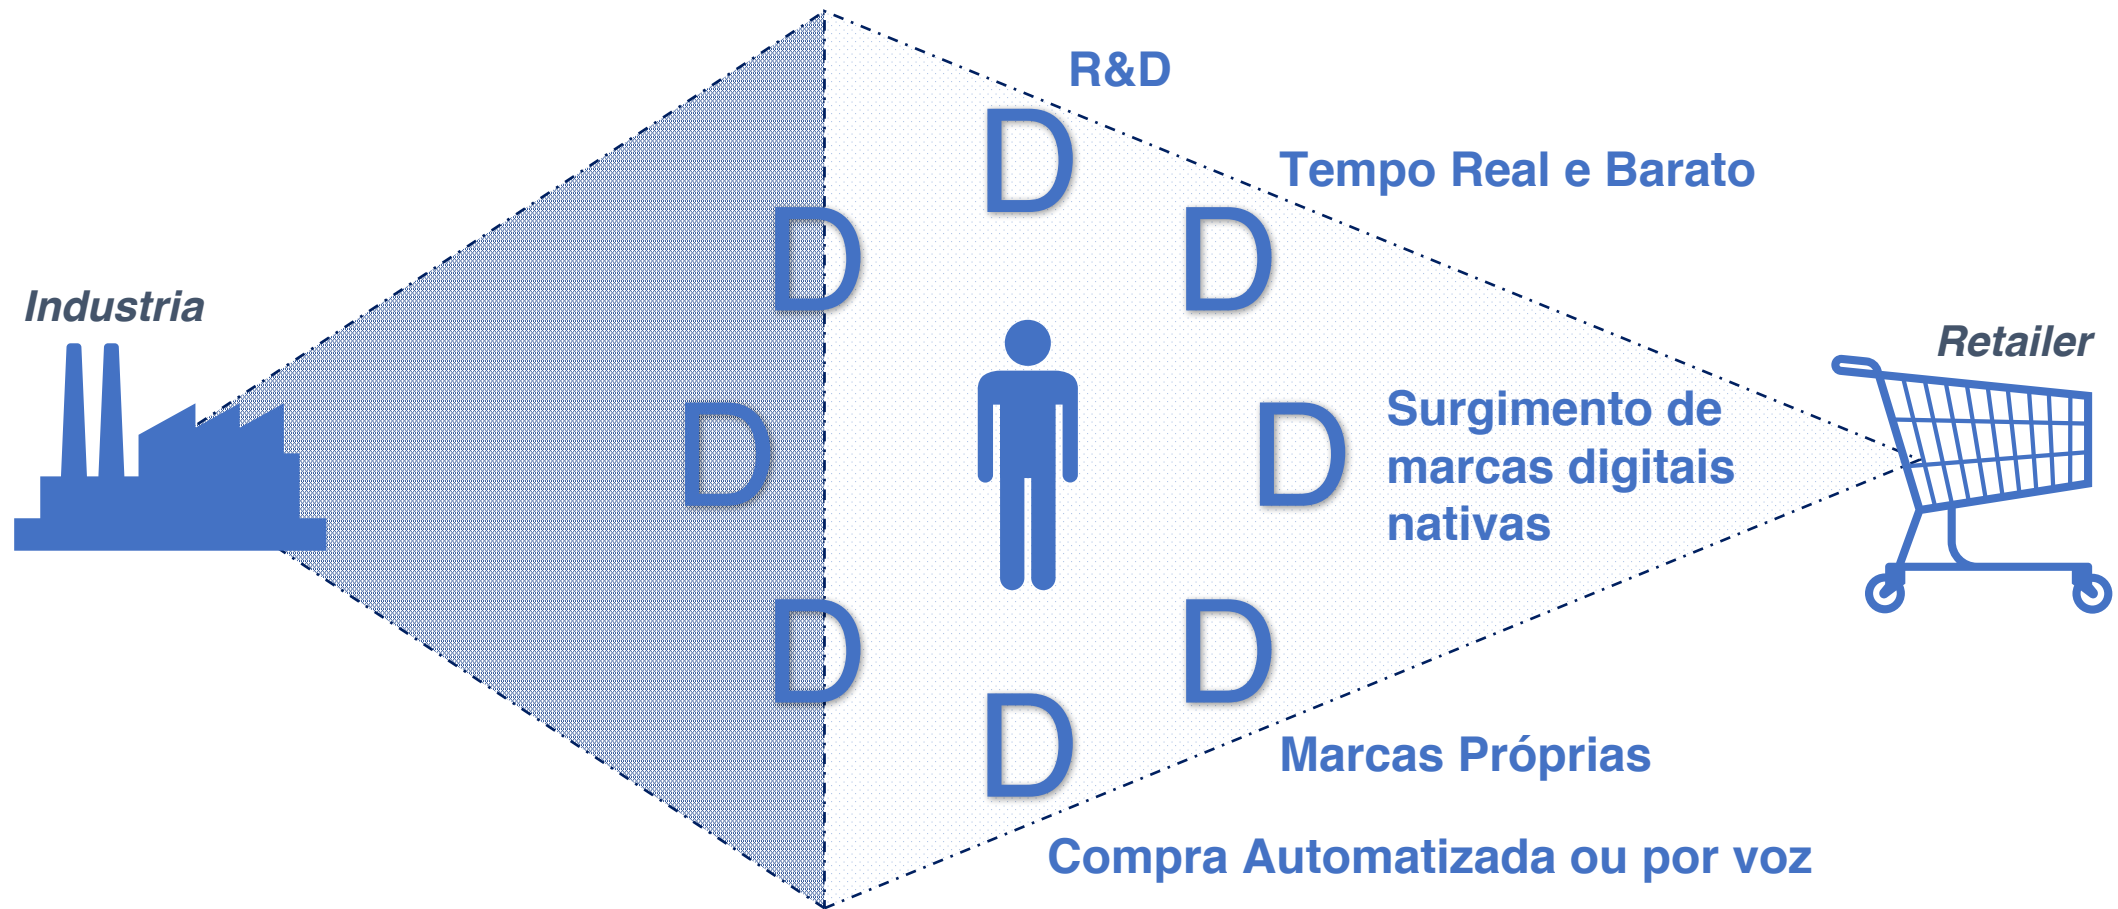 R&D
D
Tempo Real e Barato
D
D
Industria
Retailer
D
D
Surgimento de
marcas digitais
nativas
D
D
D
Marcas Próprias
Compra Automatizada ou por voz